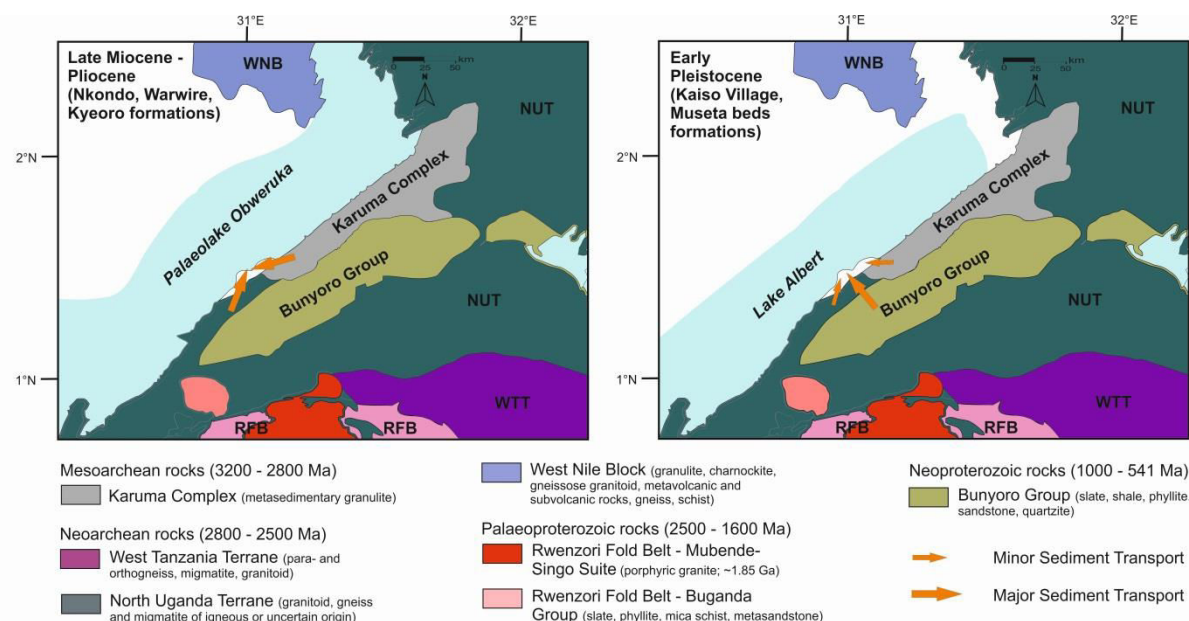 31°E
32°E
Late Miocene -
Pliocene
(Nkondo, Warwire,
Kyeoro formations)
WNB
0 25 50 km
N
NUT
2°N
Palaeolake Obweruka
Karuma Complex
Bunyoro Group
NUT
1°N
WTT
RFB
RFB
31°E
32°E
Early
Pleistocene
(Kaiso Village,
Museta beds
formations)
WNB
0 25 50 km
N
NUT
2°N
Karuma Complex
Lake Albert
Bunyoro Group
NUT
1°N
WTT
RFB
RFB
Mesoarchean rocks (3200 - 2800 Ma)
Karuma Complex (metasedimentary granulite)
Neoarchean rocks (2800 - 2500 Ma)
West Tanzania Terrane (para- and
orthogneiss, migmatite, granitoid)
North Uganda Terrane (granitoid, gneiss
and migmatite of igneous or uncertain origin)
West Nile Block (granulite, charnockite,
gneissose granitoid, metavolcanic and
subvolcanic rocks, gneiss, schist)
Palaeoproterozoic rocks (2500 - 1600 Ma)
Rwenzori Fold Belt - Mubende-
Singo Suite (porphyric granite; ~1.85 Ga)
Rwenzori Fold Belt - Buganda
Group (slate, phyllite, mica schist, metasandstone)
Neoproterozoic rocks (1000 - 541 Ma)
Bunyoro Group (slate, shale, phyllite,
sandstone, quartzite)
Minor Sediment Transport
Major Sediment Transport